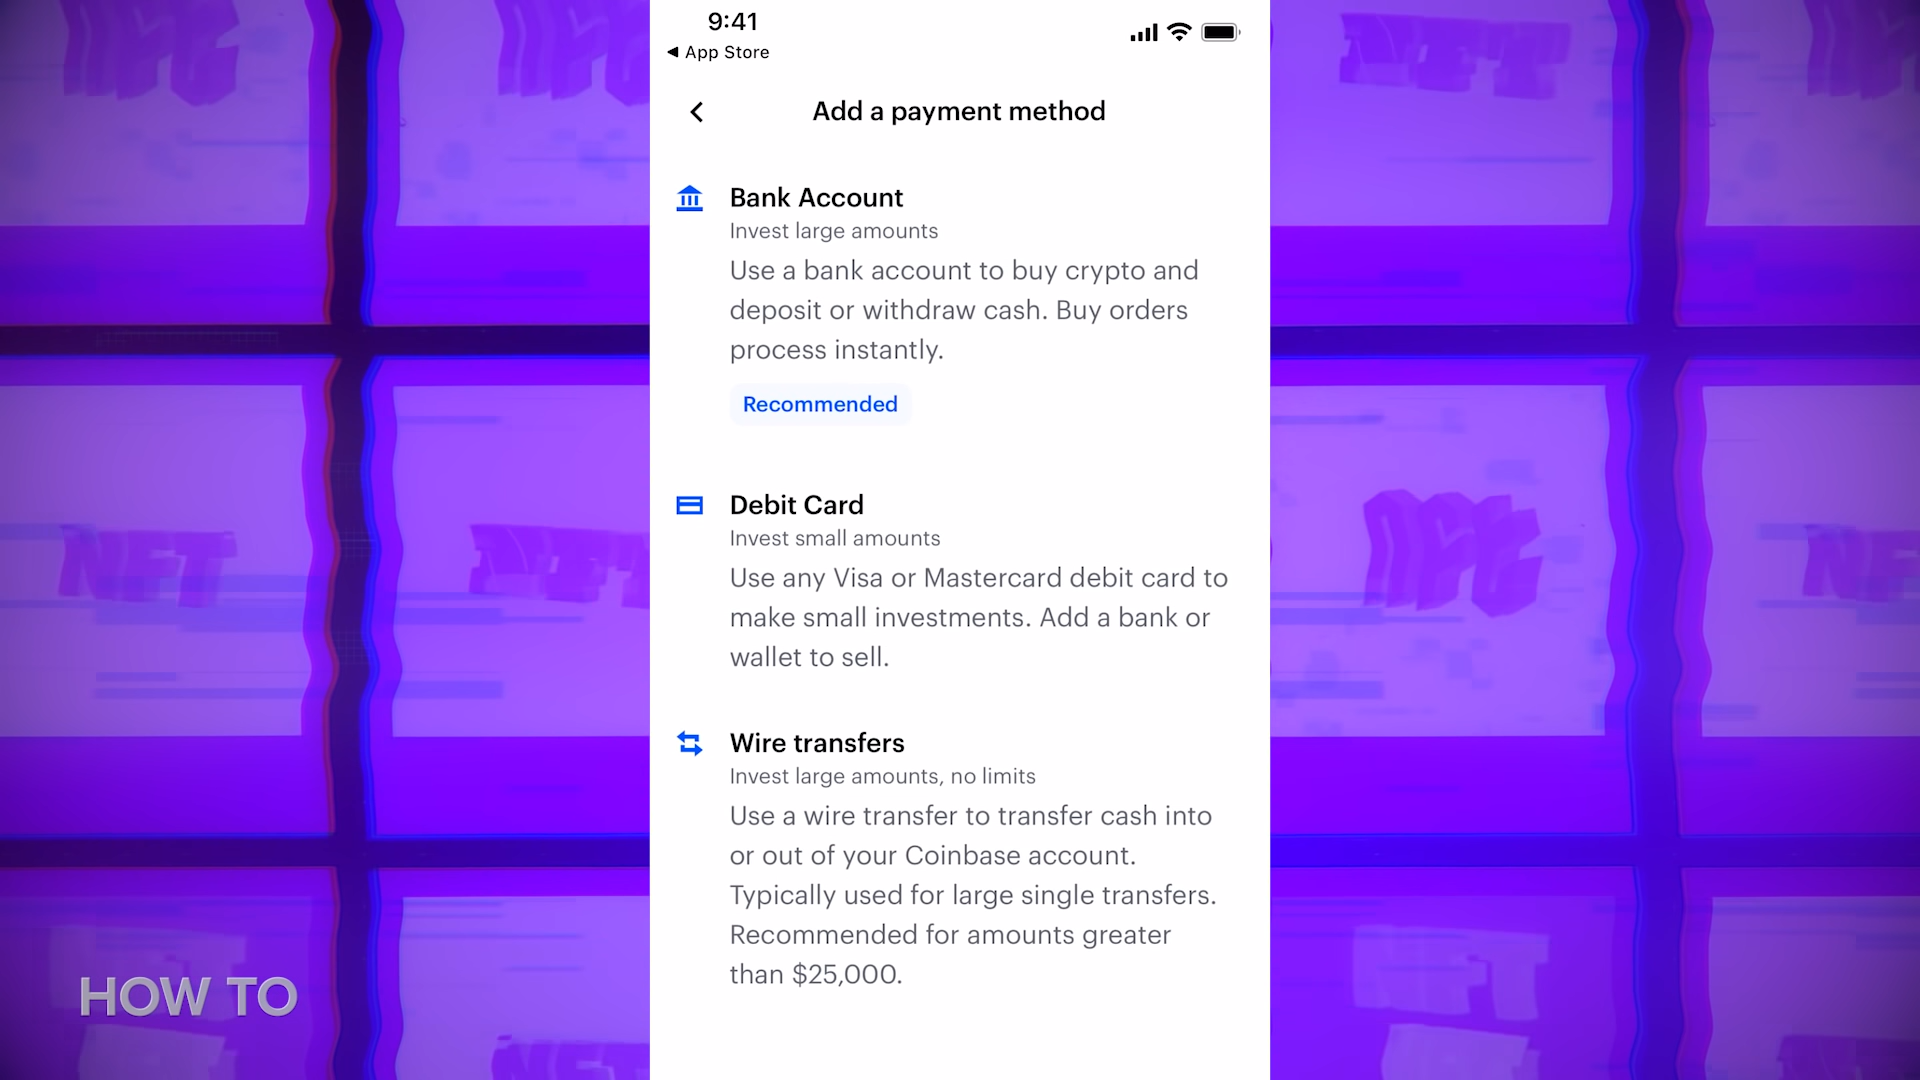 9:41
◀ App Store
Add a payment method
Bank Account
Invest large amounts
Use a bank account to buy crypto and
deposit or withdraw cash. Buy orders
process instantly.
Recommended
Debit Card
Invest small amounts
Use any Visa or Mastercard debit card to
make small investments. Add a bank or
wallet to sell.
Wire transfers
Invest large amounts, no limits
Use a wire transfer to transfer cash into
or out of your Coinbase account.
Typically used for large single transfers.
Recommended for amounts greater
than $25,000.
HOW TO
NFT
NFT
NFT
NFT